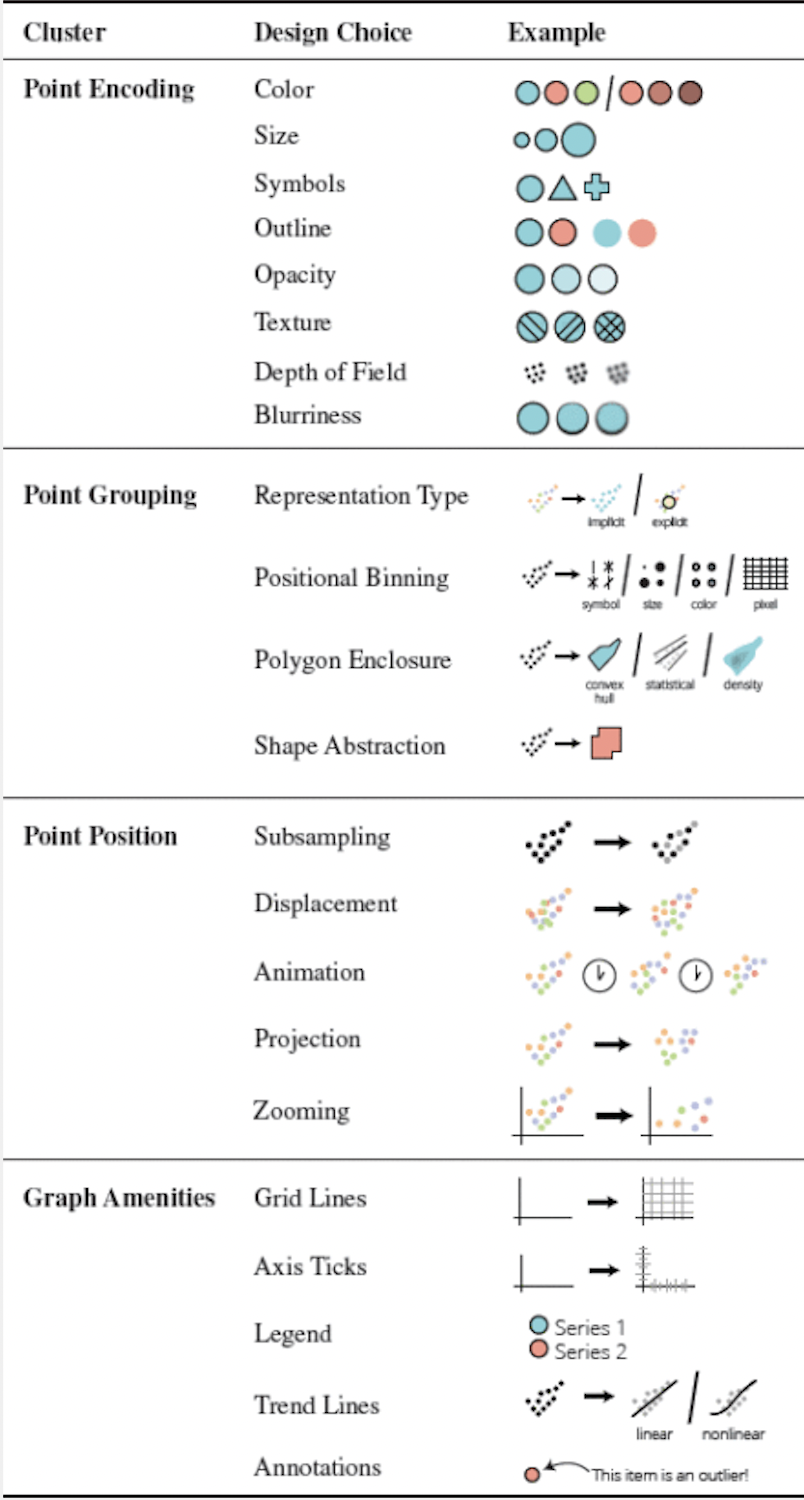 Cluster Design Choice Example
Point Encoding Color
Size
Symbols
Outline
Opacity
Texture
Depth of Field
Blurriness
Point Grouping Representation Type
implicit explicit
Positional Binning
symbol size color pixel
Polygon Enclosure
convex hull statistical density
Shape Abstraction
Point Position Subsampling
Displacement
Animation
Projection
Zooming
Graph Amenities Grid Lines
Axis Ticks
Legend
Series 1
Series 2
Trend Lines
linear nonlinear
Annotations
This item is an outlier!